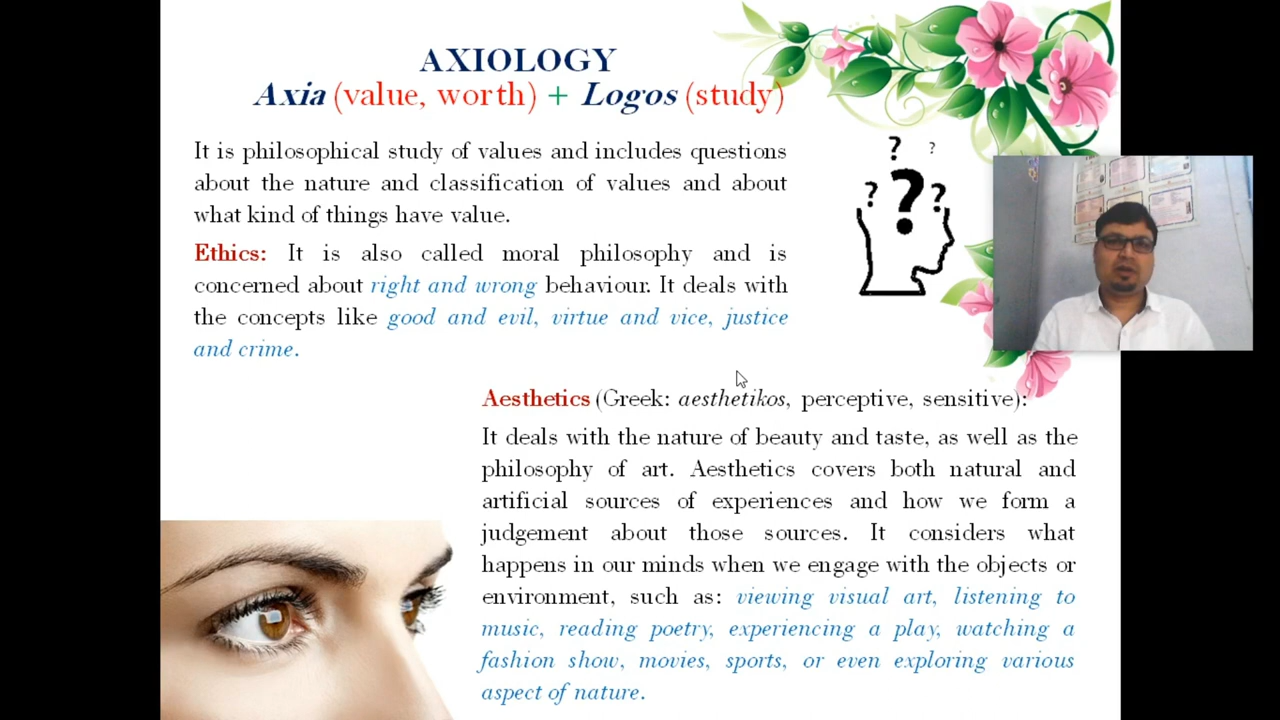 AXIOLOGY
Axia (value, worth) + Logos (study)
It is philosophical study of values and includes questions
about the nature and classification of values and about
what kind of things have value.
Ethics: It is also called moral philosophy and is
concerned about right and wrong behaviour. It deals with
the concepts like good and evil, virtue and vice, justice
and crime.
Aesthetics (Greek: aesthetikos, perceptive, sensitive):
It deals with the nature of beauty and taste, as well as the
philosophy of art. Aesthetics covers both natural and
artificial sources of experiences and how we form a
judgement about those sources. It considers what
happens in our minds when we engage with the objects or
environment, such as: viewing visual art, listening to
music, reading poetry, experiencing a play, watching a
fashion show, movies, sports, or even exploring various
aspect of nature.